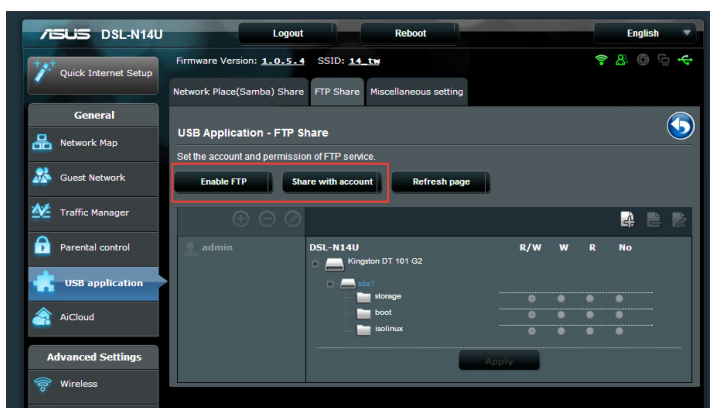 ASUS DSL-N14U Logout Reboot English
Quick Internet Setup
Firmware Version: 1.0.5.4 SSID: 14_tw
Network Place(Samba) Share FTP Share Miscellaneous setting
General
Network Map
Guest Network
Traffic Manager
Parental control
USB application
AiCloud
Advanced Settings
Wireless
USB Application - FTP Share
Set the account and permission of FTP service.
Enable FTP Share with account Refresh page
admin
DSL-N14U R/W W R No
Kingston DT 101 G2
sda1
storage
boot
isolinux
Apply